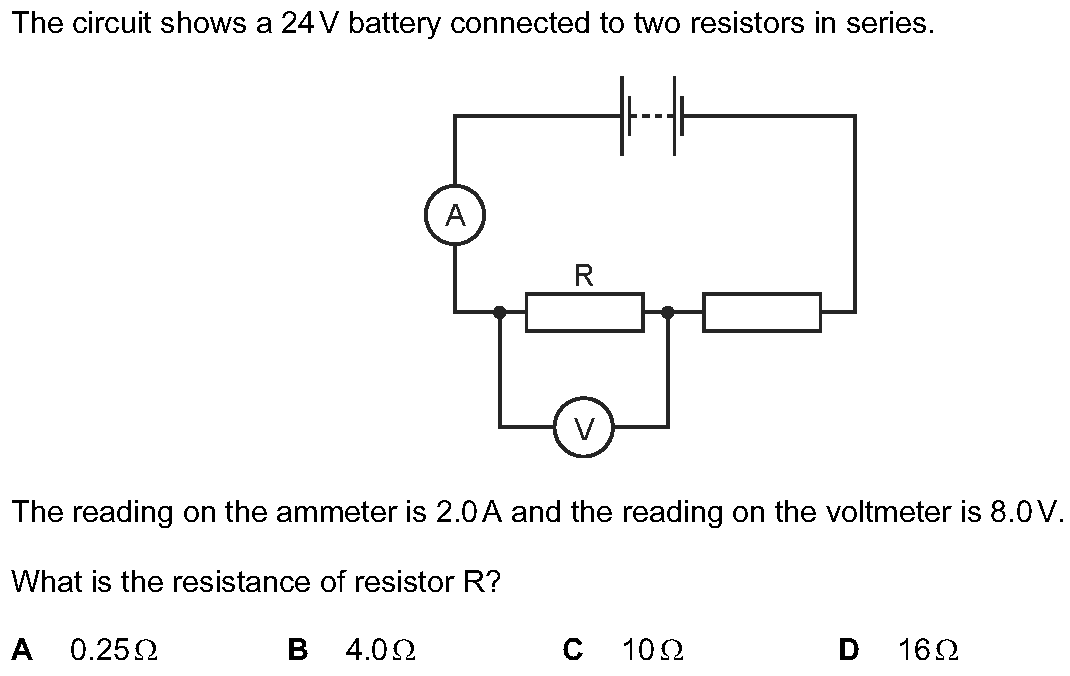 The circuit shows a 24 V battery connected to two resistors in series.
A
R
V
The reading on the ammeter is 2.0 A and the reading on the voltmeter is 8.0 V.
What is the resistance of resistor R?
A 0.25 Ω B 4.0 Ω C 10 Ω D 16 Ω